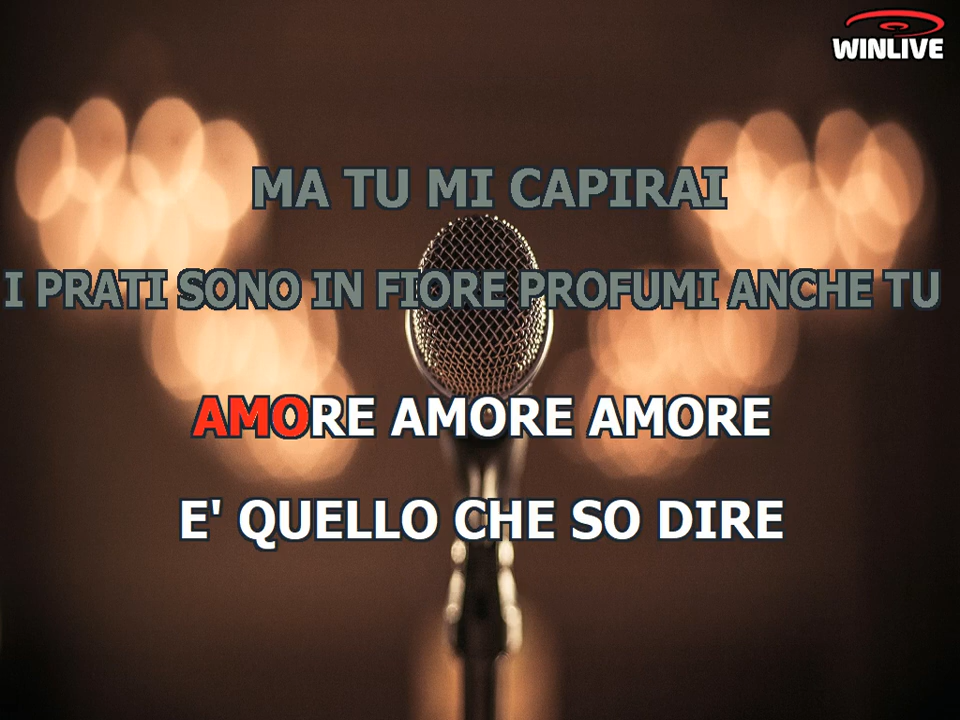 WINLIVE
MA TU MI CAPIRAI
I PRATI SONO IN FIORE PROFUMI ANCHE TU
AMORE AMORE AMORE
E' QUELLO CHE SO DIRE